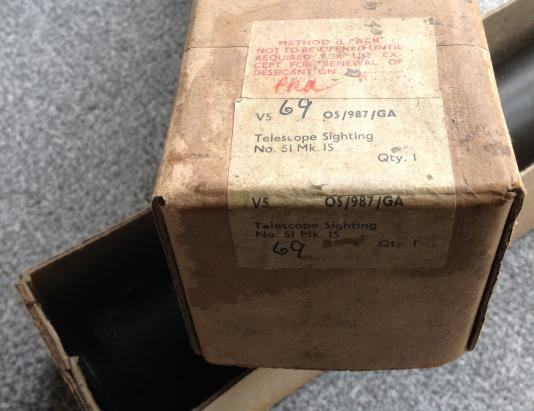 METHOD II PACK
NOT TO BE OPENED UNTIL
REQUIRED FOR USE EX-
CEPT FOR RENEWAL OF
DESSICANT ON
V5 69 OS/987/GA
Telescope Sighting
No. 51 Mk. 1S
Qty. 1
V5 OS/987/GA
Telescope Sighting
No. 51 Mk. 1S
69 Qty. 1